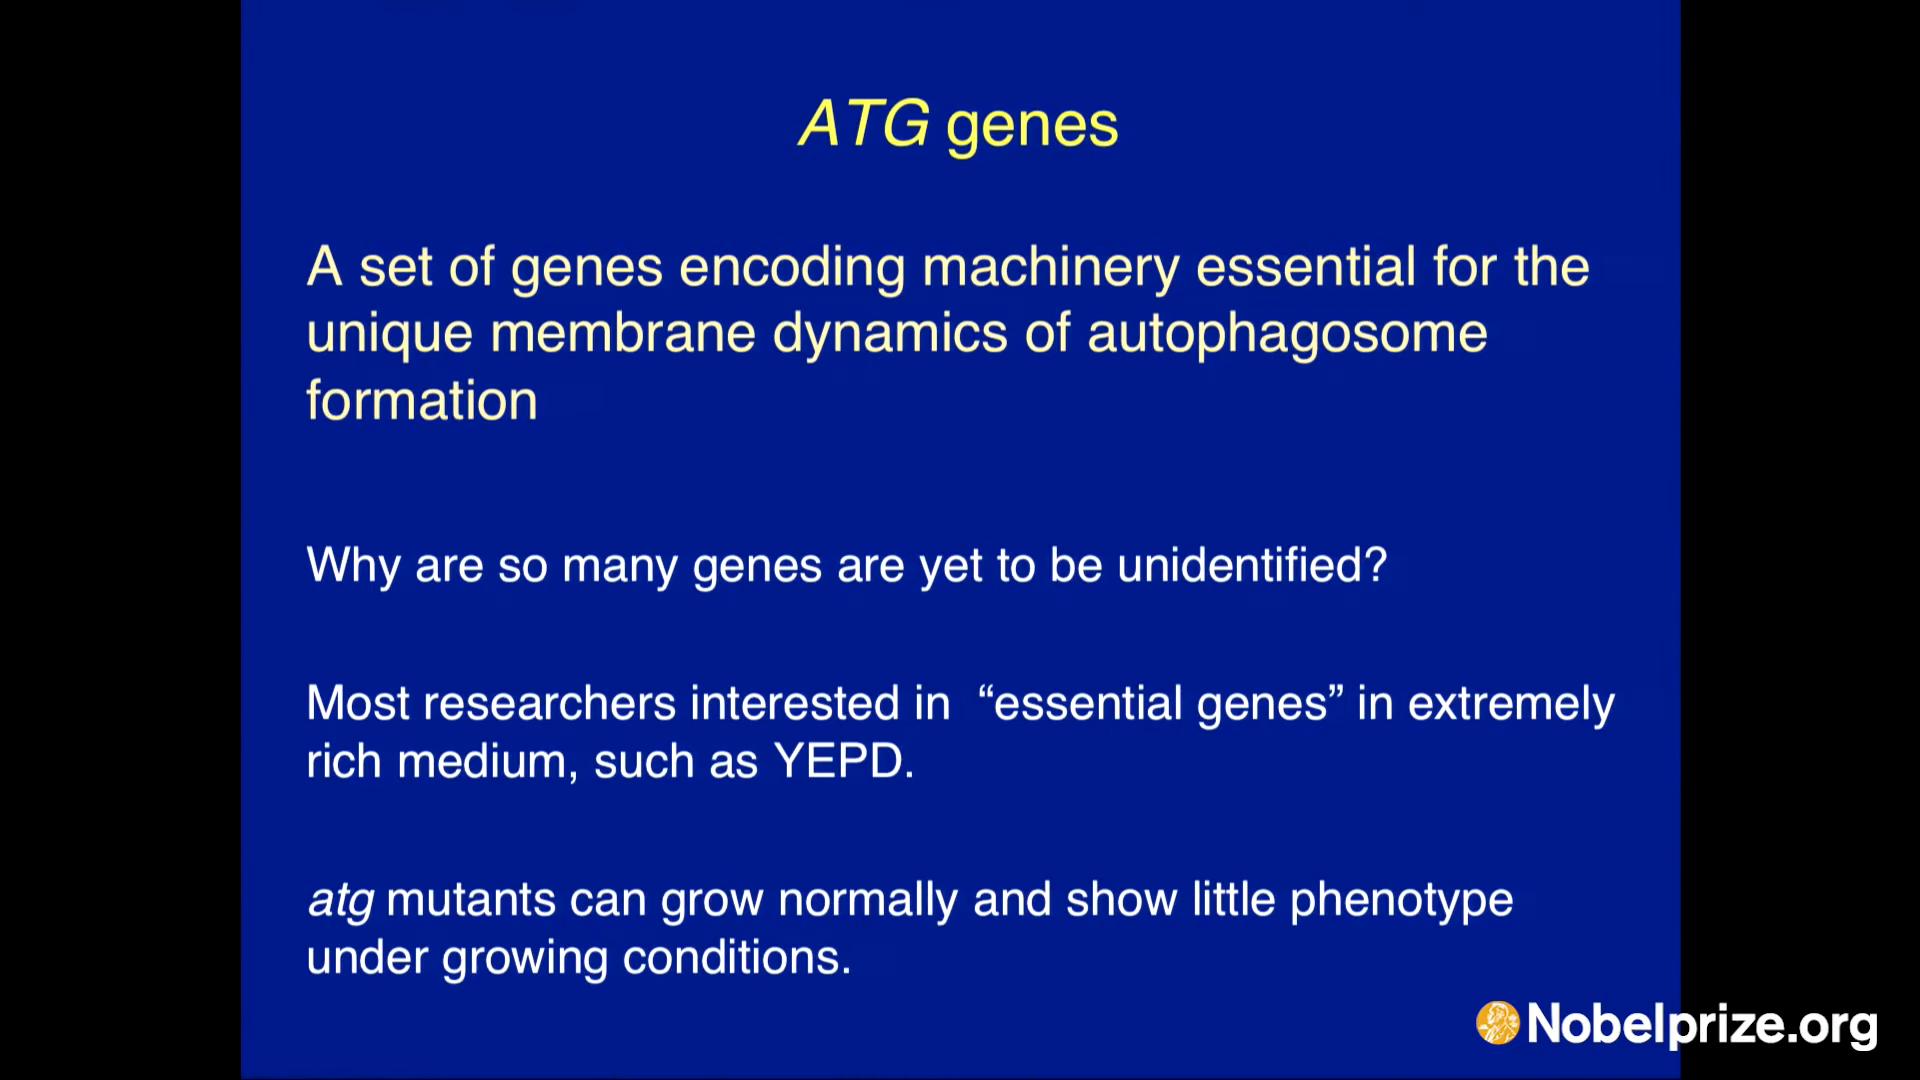 ATG genes
A set of genes encoding machinery essential for the
unique membrane dynamics of autophagosome
formation
Why are so many genes are yet to be unidentified?
Most researchers interested in “essential genes” in extremely
rich medium, such as YEPD.
atg mutants can grow normally and show little phenotype
under growing conditions.
Nobelprize.org